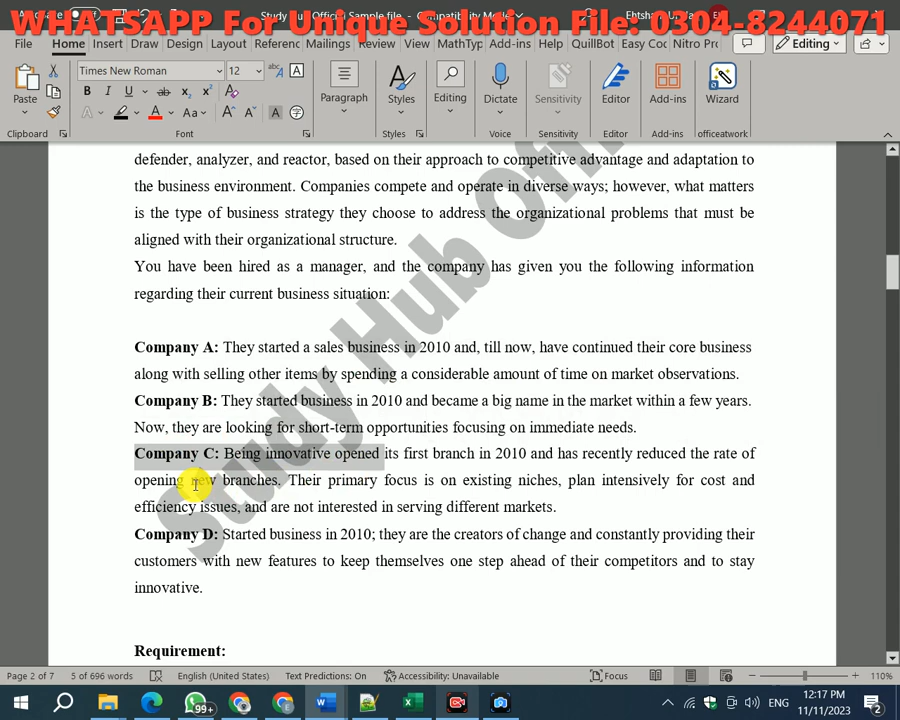 WHATSAPP For Unique Solution File: 0304-8244071
File Home Insert Draw Design Layout Referenc Mailings Review View MathTyp Add-ins Help QuillBot Easy Coc Nitro Pro Editing
Times New Roman 12
Paste Paragraph Styles Editing Dictate Sensitivity Editor Add-ins Wizard
Clipboard Font Styles Voice Sensitivity Editor Add-ins officeatwork
defender, analyzer, and reactor, based on their approach to competitive advantage and adaptation to
the business environment. Companies compete and operate in diverse ways; however, what matters
is the type of business strategy they choose to address the organizational problems that must be
aligned with their organizational structure.
You have been hired as a manager, and the company has given you the following information
regarding their current business situation:
Company A: They started a sales business in 2010 and, till now, have continued their core business
along with selling other items by spending a considerable amount of time on market observations.
Company B: They started business in 2010 and became a big name in the market within a few years.
Now, they are looking for short-term opportunities focusing on immediate needs.
Company C: Being innovative opened its first branch in 2010 and has recently reduced the rate of
opening new branches. Their primary focus is on existing niches, plan intensively for cost and
efficiency issues, and are not interested in serving different markets.
Company D: Started business in 2010; they are the creators of change and constantly providing their
customers with new features to keep themselves one step ahead of their competitors and to stay
innovative.
Requirement:
Study Hub Offi
Page 2 of 7 5 of 696 words English (United States) Text Predictions: On Accessibility: Unavailable Focus 110%
99+ ENG 12:17 PM
11/11/2023 2